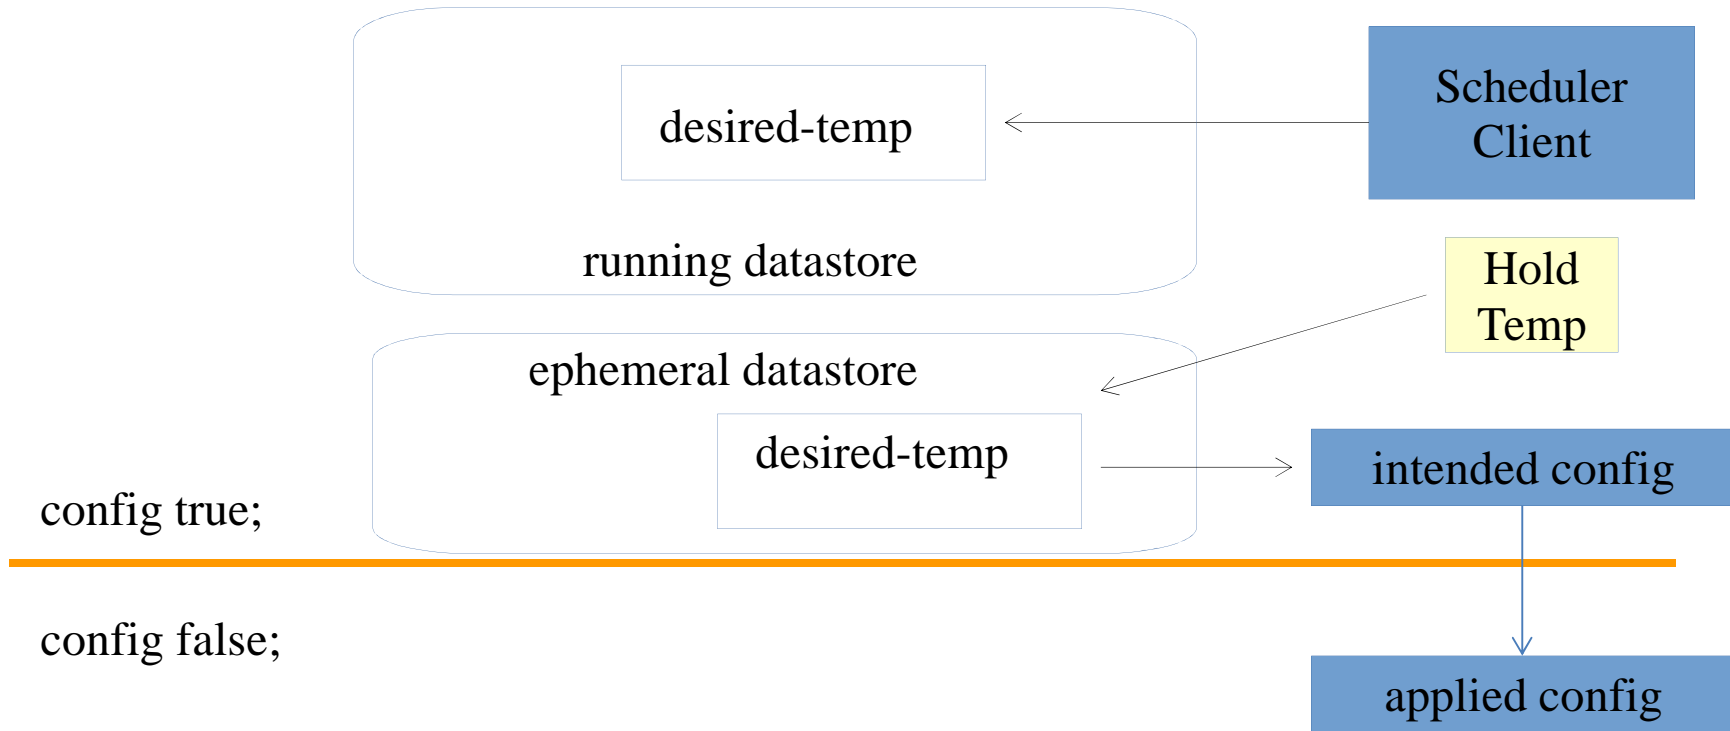 desired-temp
Scheduler
Client
running datastore
Hold
Temp
ephemeral datastore
desired-temp
intended config
config true;
config false;
applied config